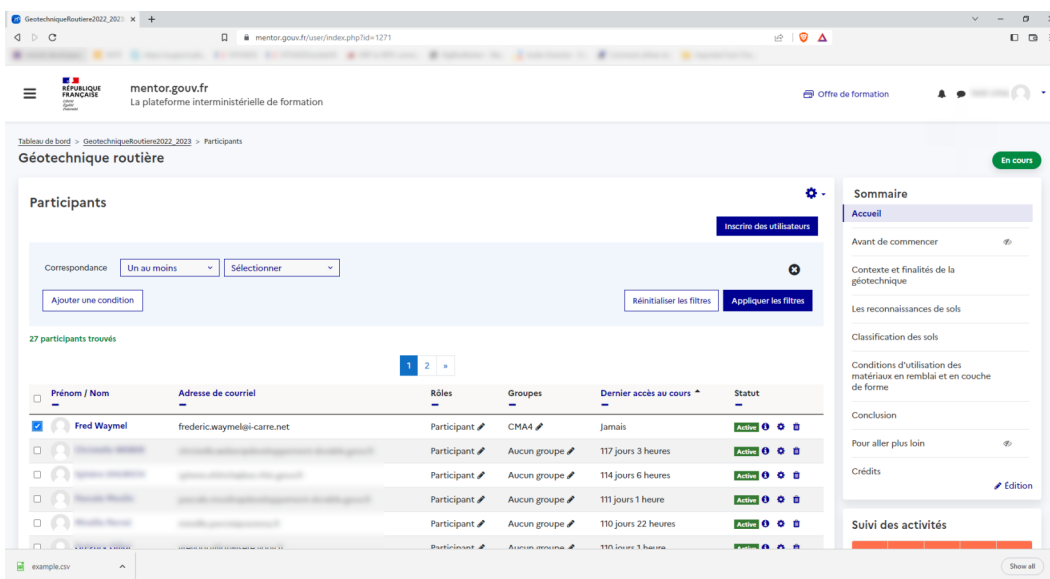 GeotechniqueRoutiere2022_2023
mentor.gouv.fr/user/index.php?id=1271
RÉPUBLIQUE
FRANÇAISE
Liberté
Égalité
Fraternité
mentor.gouv.fr
La plateforme interministérielle de formation
Offre de formation
Tableau de bord > GeotechniqueRoutiere2022_2023 > Participants
Géotechnique routière
En cours
Participants
Inscrire des utilisateurs
Correspondance Un au moins Sélectionner
Ajouter une condition Réinitialiser les filtres Appliquer les filtres
27 participants trouvés
1 2 »
Prénom / Nom Adresse de courriel Rôles Groupes Dernier accès au cours Statut
Fred Waymel frederic.waymel@i-carre.net Participant CMA4 Jamais Active
Participant Aucun groupe 117 jours 3 heures Active
Participant Aucun groupe 114 jours 6 heures Active
Participant Aucun groupe 111 jours 1 heure Active
Participant Aucun groupe 110 jours 22 heures Active
Participant Aucun groupe 110 jours 1 heure Active
Sommaire
Accueil
Avant de commencer
Contexte et finalités de la
géotechnique
Les reconnaissances de sols
Classification des sols
Conditions d'utilisation des
matériaux en remblai et en couche
de forme
Conclusion
Pour aller plus loin
Crédits
Édition
Suivi des activités
example.csv
Show all